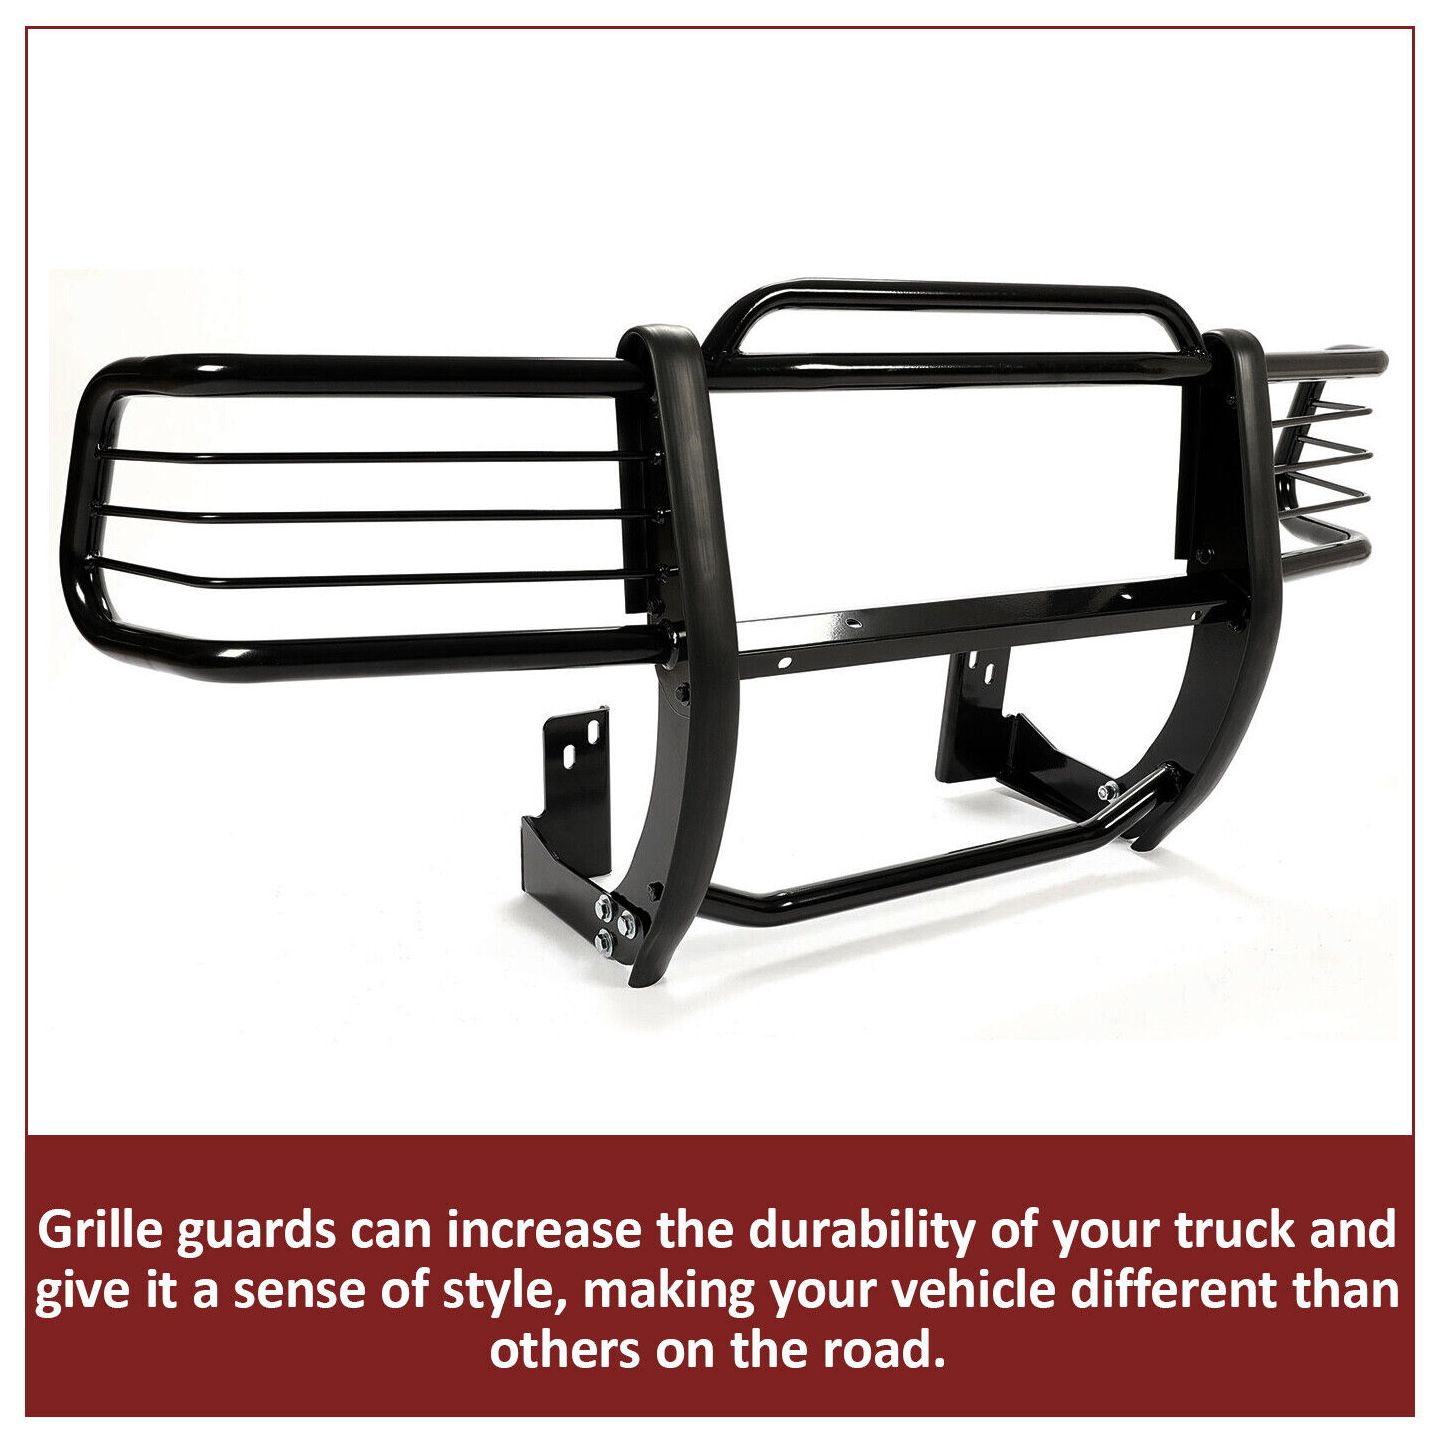 Grille guards can increase the durability of your truck and
give it a sense of style, making your vehicle different than
others on the road.